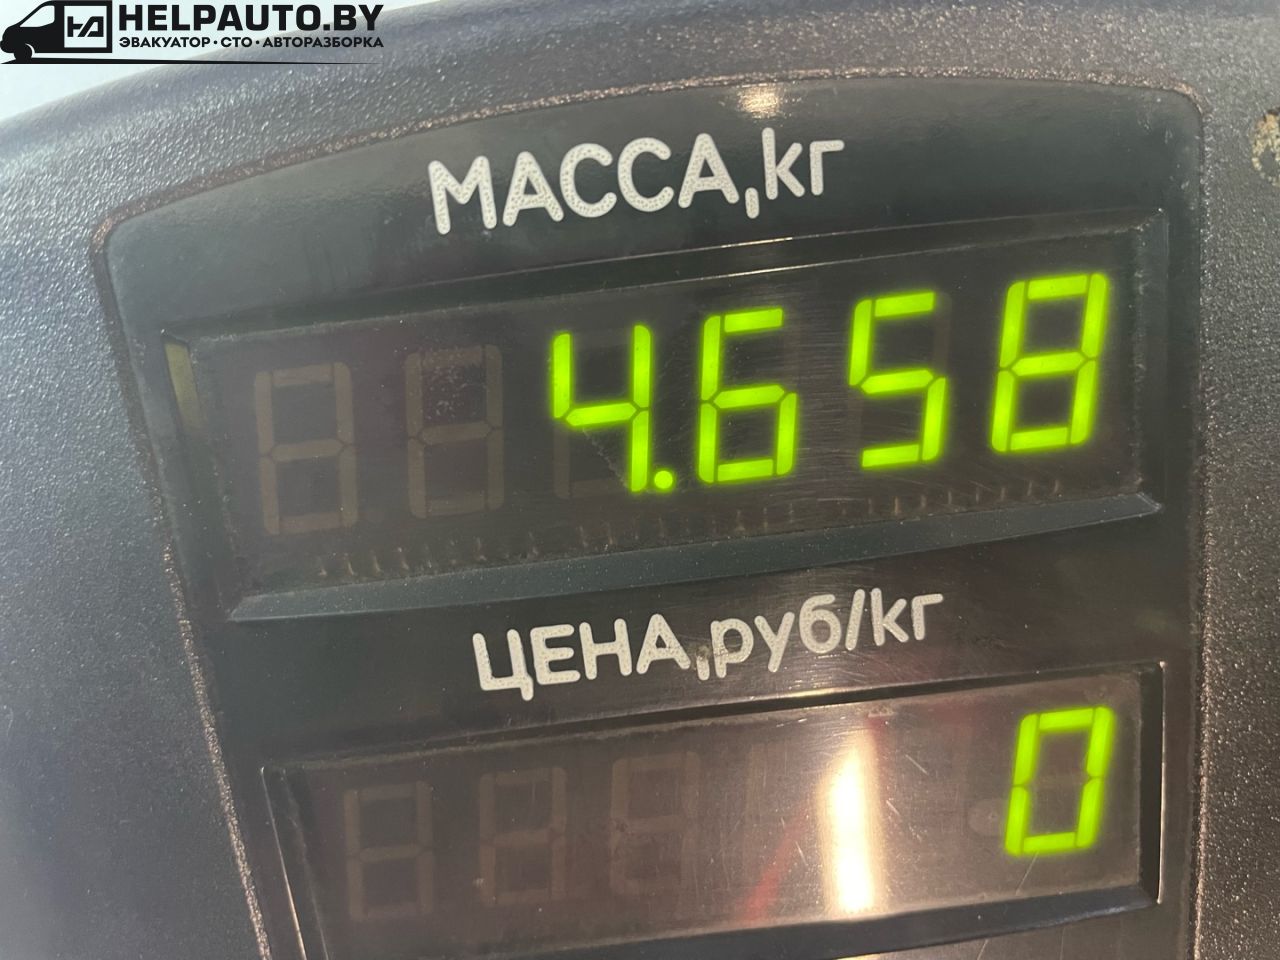 HELPAUTO.BY
ЭВАКУАТОР • СТО • АВТОРАЗБОРКА
МАССА,кг
4.658
ЦЕНА,руб/кг
0